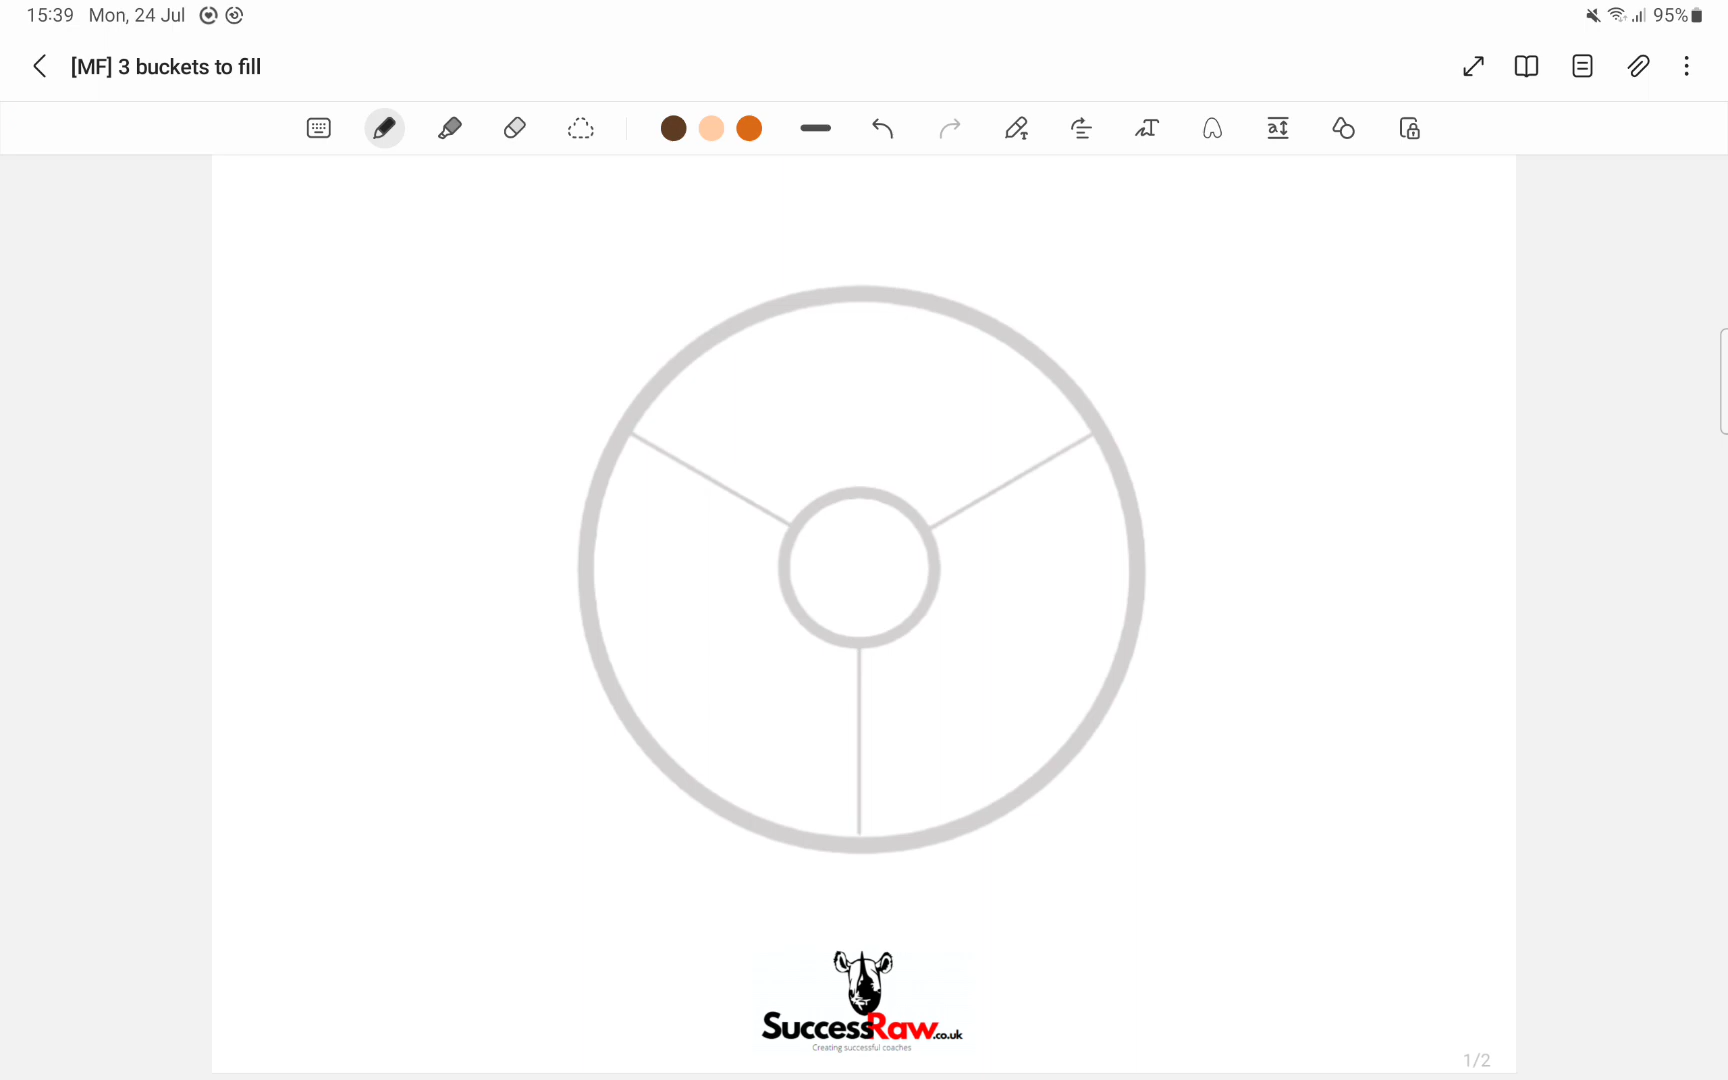 15:39 Mon, 24 Jul
95%
[MF] 3 buckets to fill
SuccessRaw.co.uk
Creating successful coaches
1/2